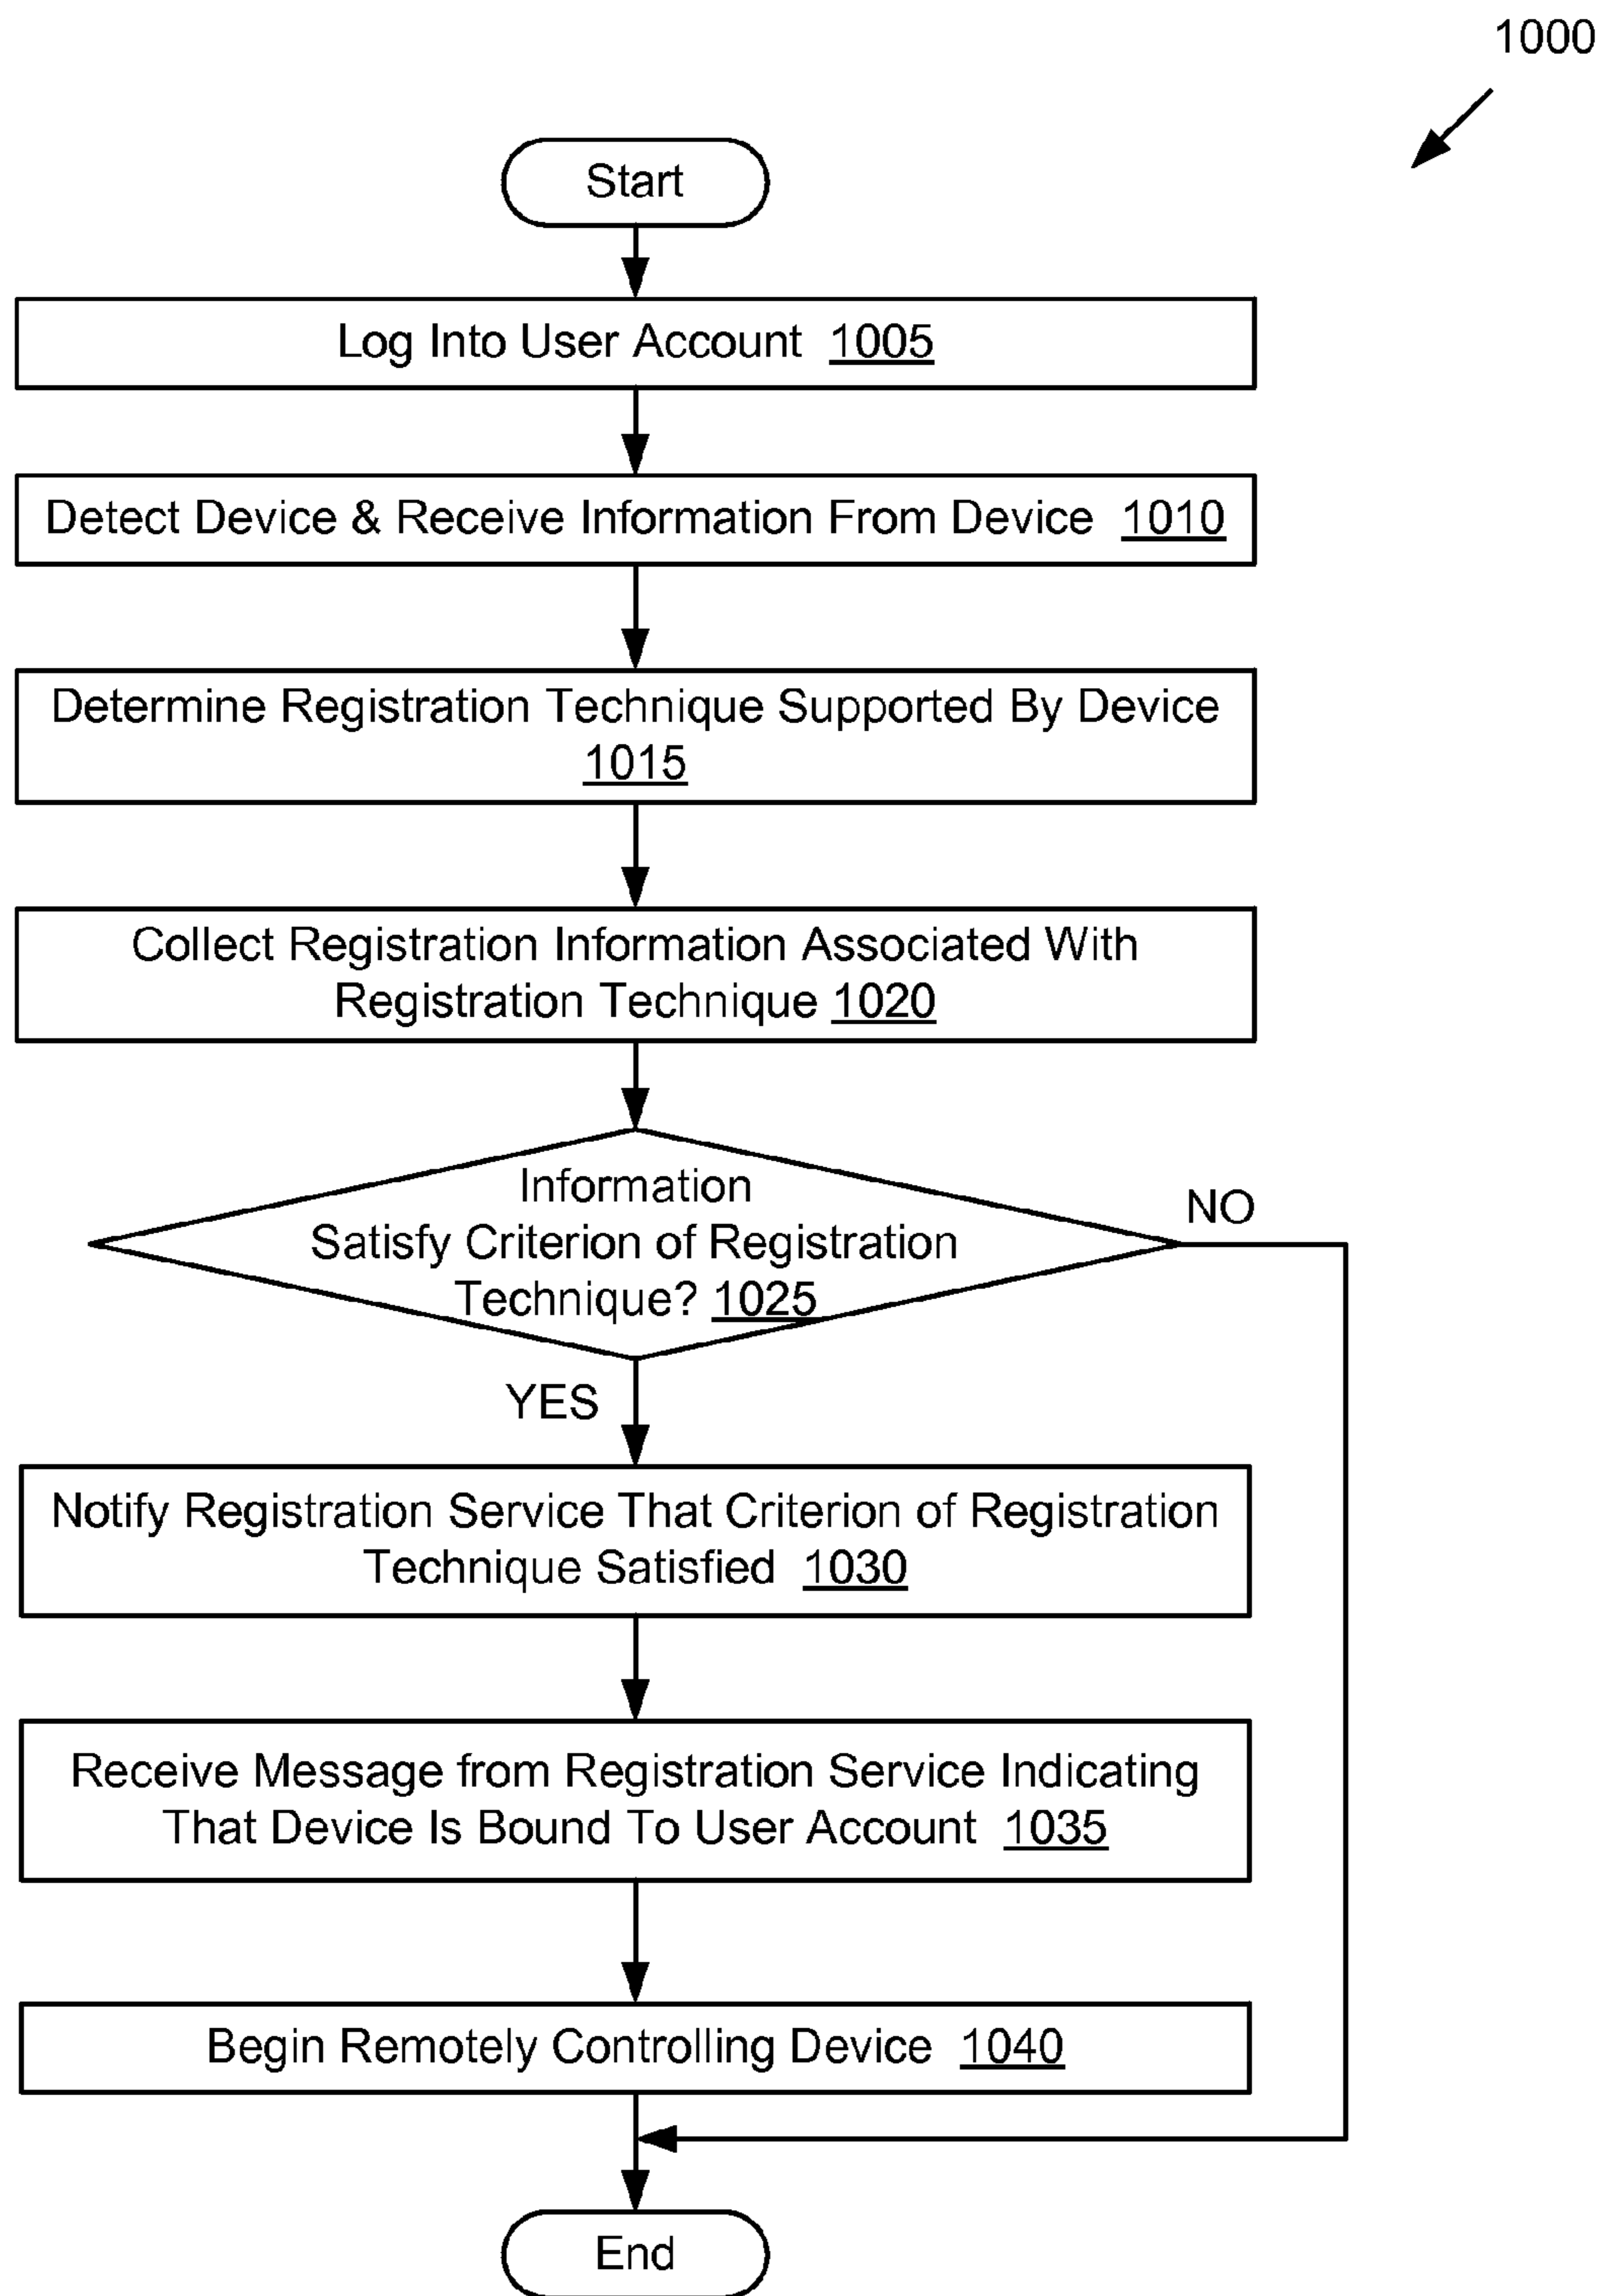 1000
Start
Log Into User Account 1005
Detect Device & Receive Information From Device 1010
Determine Registration Technique Supported By Device
1015
Collect Registration Information Associated With
Registration Technique 1020
Information
Satisfy Criterion of Registration
Technique? 1025
NO
YES
Notify Registration Service That Criterion of Registration
Technique Satisfied 1030
Receive Message from Registration Service Indicating
That Device Is Bound To User Account 1035
Begin Remotely Controlling Device 1040
End